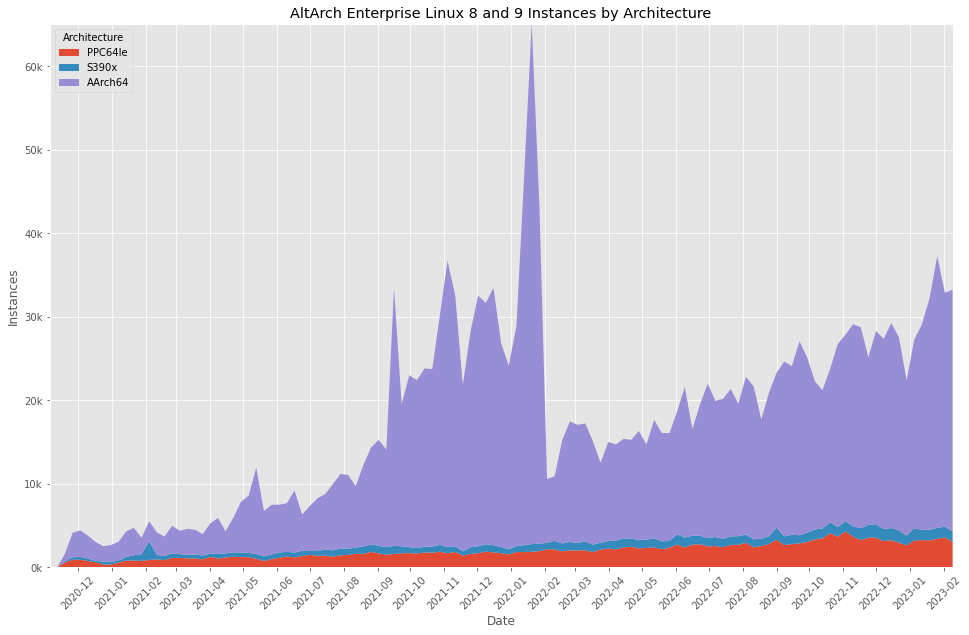 AltArch Enterprise Linux 8 and 9 Instances by Architecture
Architecture
PPC64le
S390x
AArch64
60k
50k
40k
30k
20k
10k
0k
Instances
2020-12
2021-01
2021-02
2021-03
2021-04
2021-05
2021-06
2021-07
2021-08
2021-09
2021-10
2021-11
2021-12
2022-01
2022-02
2022-03
2022-04
2022-05
2022-06
2022-07
2022-08
2022-09
2022-10
2022-11
2022-12
2023-01
2023-02
Date